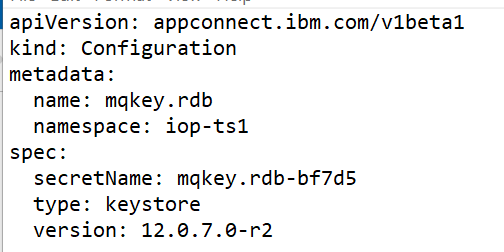 apiVersion: appconnect.ibm.com/v1beta1
kind: Configuration
metadata:
  name: mqkey.rdb
  namespace: iop-ts1
spec:
  secretName: mqkey.rdb-bf7d5
  type: keystore
  version: 12.0.7.0-r2